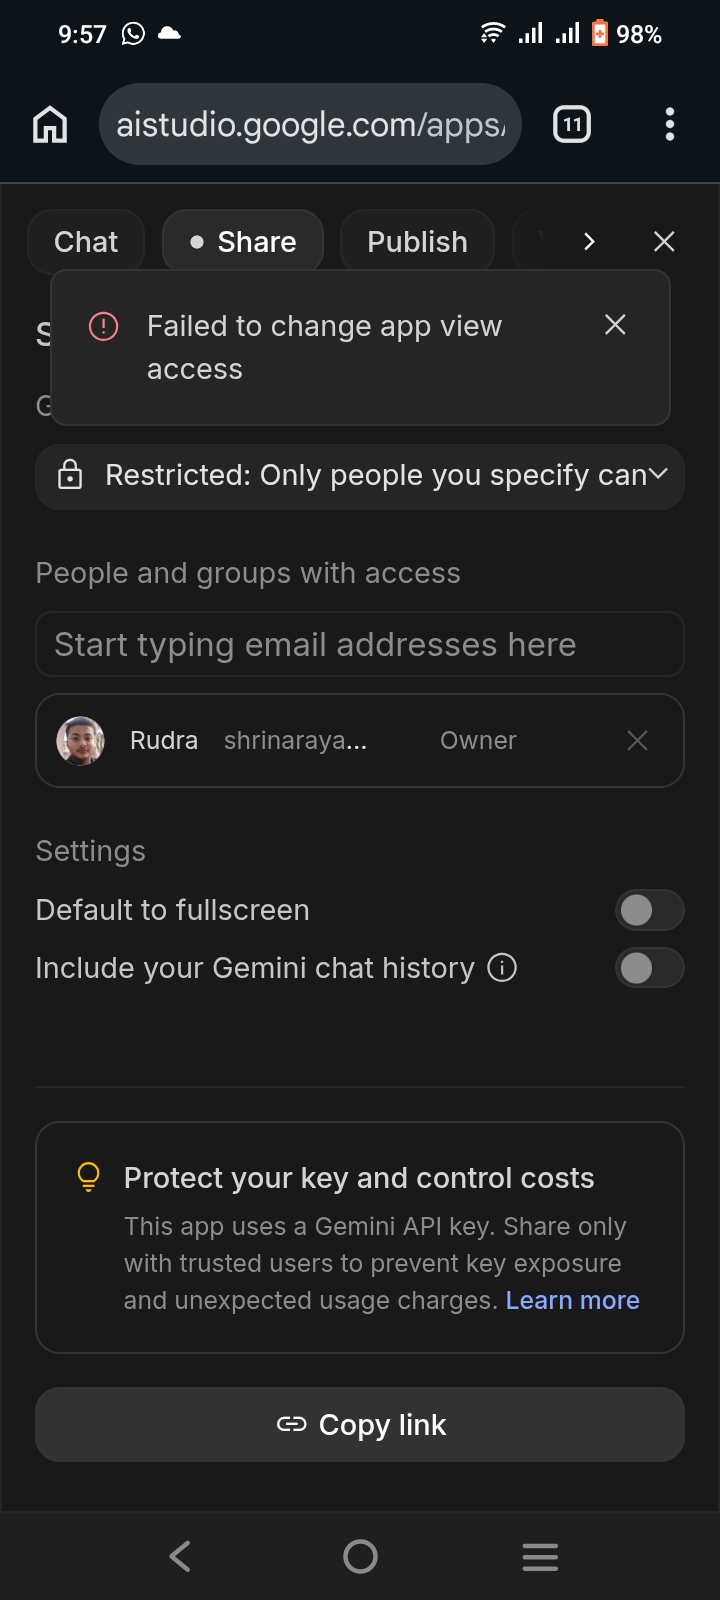 9:57
98%
aistudio.google.com/apps/
11
Chat
Share
Publish
Failed to change app view
access
S
G
Restricted: Only people you specify can
People and groups with access
Start typing email addresses here
Rudra shrinaraya... Owner
Settings
Default to fullscreen
Include your Gemini chat history
Protect your key and control costs
This app uses a Gemini API key. Share only
with trusted users to prevent key exposure
and unexpected usage charges. Learn more
Copy link